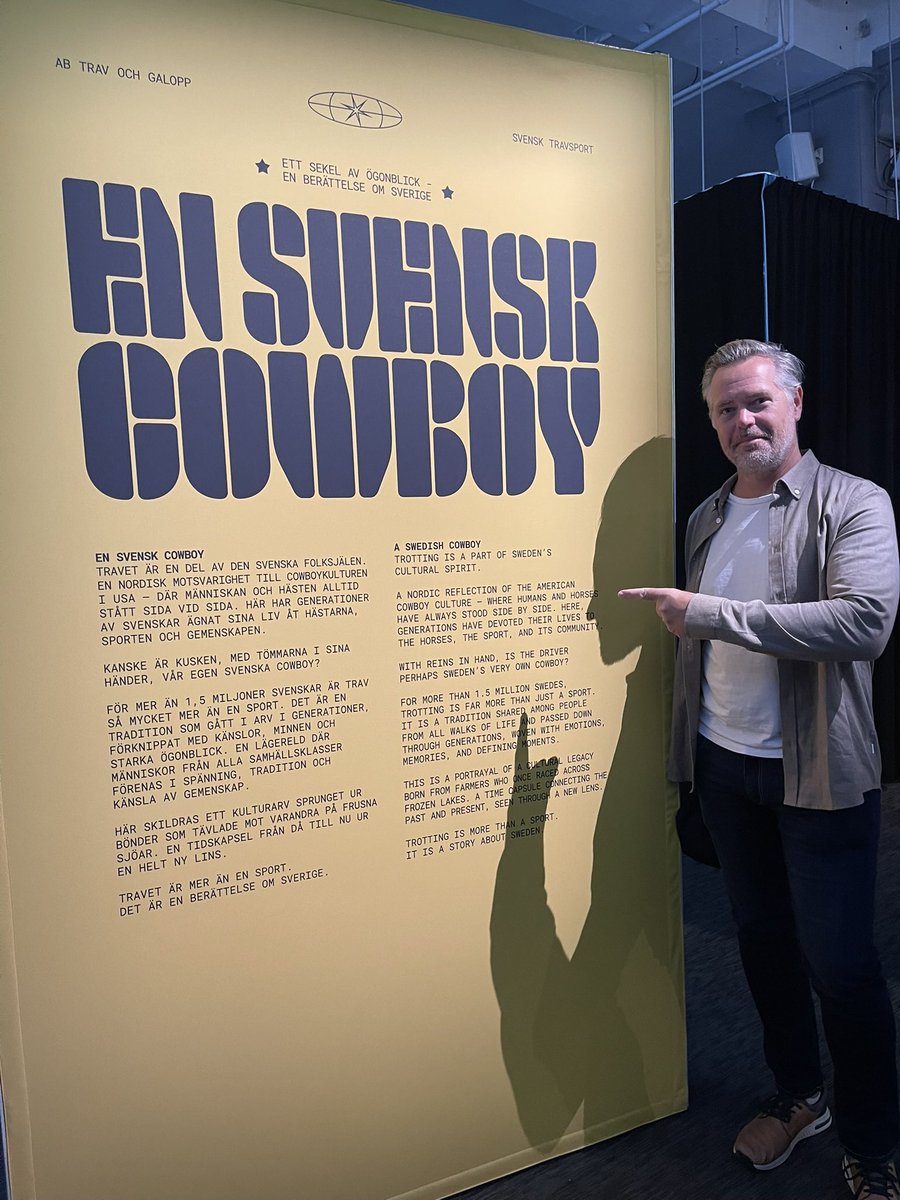 AB TRAV OCH GALOPP
SVENSK TRAVSPORT
ETT SEKEL AV ÖGONBLICK –
EN BERÄTTELSE OM SVERIGE
EN SVENSK
COWBOY
EN SVENSK COWBOY
TRAVET ÄR EN DEL AV DEN SVENSKA FOLKSJÄLEN.
EN NORDISK MOTSVARIGHET TILL COWBOYKULTUREN
I USA – DÄR MÄNNISKAN OCH HÄSTEN ALLTID
STÅTT SIDA VID SIDA. HÄR HAR GENERATIONER
AV SVENSKAR ÄGNAT SINA LIV ÅT HÄSTARNA,
SPORTEN OCH GEMENSKAPEN.
KANSKE ÄR KUSKEN, MED TÖMMARNA I SINA
HÄNDER, VÅR EGEN SVENSKA COWBOY?
FÖR MER ÄN 1,5 MILJONER SVENSKAR ÄR TRAV
SÅ MYCKET MER ÄN EN SPORT. DET ÄR EN
TRADITION SOM GÅTT I ARV I GENERATIONER,
FÖRKNIPPAT MED KÄNSLOR, MINNEN OCH
STARKA ÖGONBLICK. EN LÄGERELD DÄR
MÄNNISKOR FRÅN ALLA SAMHÄLLSKLASSER
FÖRENAS I SPÄNNING, TRADITION OCH
KÄNSLA AV GEMENSKAP.
HÄR SKILDRAS ETT KULTURARV SPRUNGET UR
BÖNDER SOM TÄVLADE MOT VARANDRA PÅ FRUSNA
SJÖAR. EN TIDSKAPSEL FRÅN DÅ TILL NU UR
EN HELT NY LINS.
TRAVET ÄR MER ÄN EN SPORT.
DET ÄR EN BERÄTTELSE OM SVERIGE.
A SWEDISH COWBOY
TROTTING IS A PART OF SWEDEN'S
CULTURAL SPIRIT.
A NORDIC REFLECTION OF THE AMERICAN
COWBOY CULTURE – WHERE HUMANS AND HORSES
HAVE ALWAYS STOOD SIDE BY SIDE. HERE,
GENERATIONS HAVE DEVOTED THEIR LIVES TO
THE HORSES, THE SPORT, AND ITS COMMUNITY.
WITH REINS IN HAND, IS THE DRIVER
PERHAPS SWEDEN'S VERY OWN COWBOY?
FOR MORE THAN 1.5 MILLION SWEDES,
TROTTING IS FAR MORE THAN JUST A SPORT.
IT IS A TRADITION SHARED AMONG PEOPLE
FROM ALL WALKS OF LIFE AND PASSED DOWN
THROUGH GENERATIONS, WOVEN WITH EMOTIONS,
MEMORIES, AND DEFINING MOMENTS.
THIS IS A PORTRAYAL OF A CULTURAL LEGACY
BORN FROM FARMERS WHO ONCE RACED ACROSS
FROZEN LAKES. A TIME CAPSULE CONNECTING THE
PAST AND PRESENT, SEEN THROUGH A NEW LENS.
TROTTING IS MORE THAN A SPORT.
IT IS A STORY ABOUT SWEDEN.